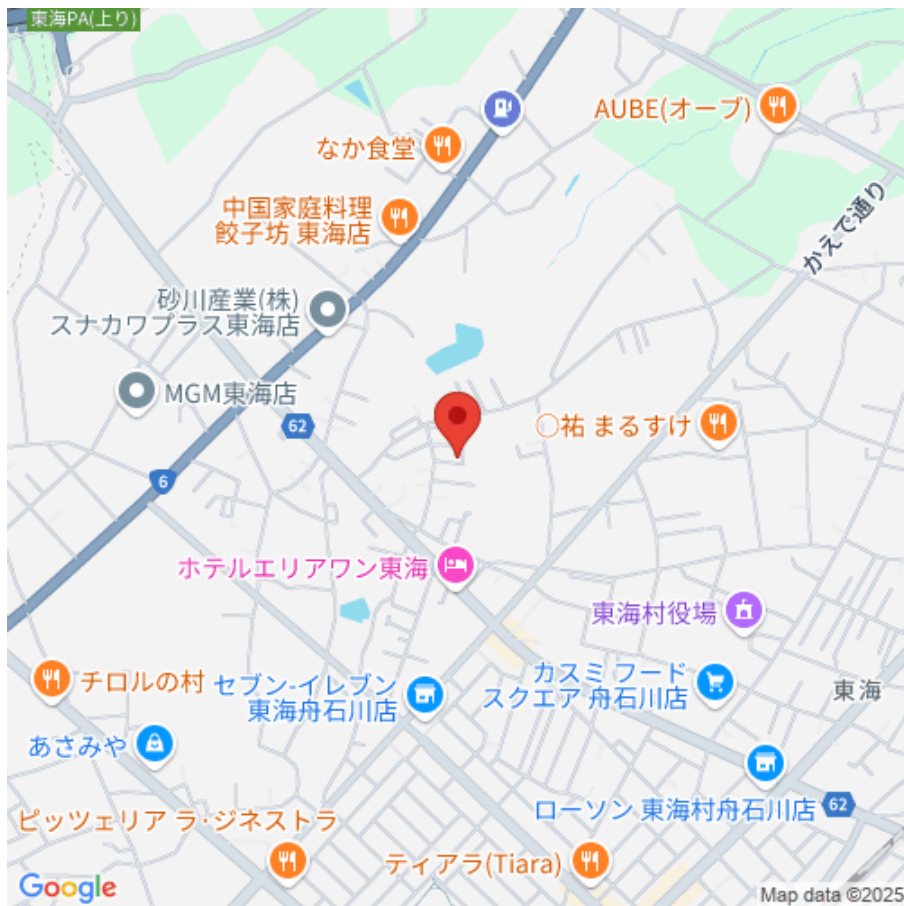 東海PA(上り)
AUBE(オーブ)
なか食堂
中国家庭料理
餃子坊 東海店
かえで通り
砂川産業(株)
スナカワプラス東海店
MGM東海店
62
〇祐 まるすけ
6
ホテルエリアワン東海
東海村役場
カスミ フード
スクエア 舟石川店
チロルの村
セブン-イレブン
東海舟石川店
東海
あさみや
ローソン 東海村舟石川店
62
ピッツェリア ラ・ジネストラ
ティアラ(Tiara)
Google
Map data ©2025